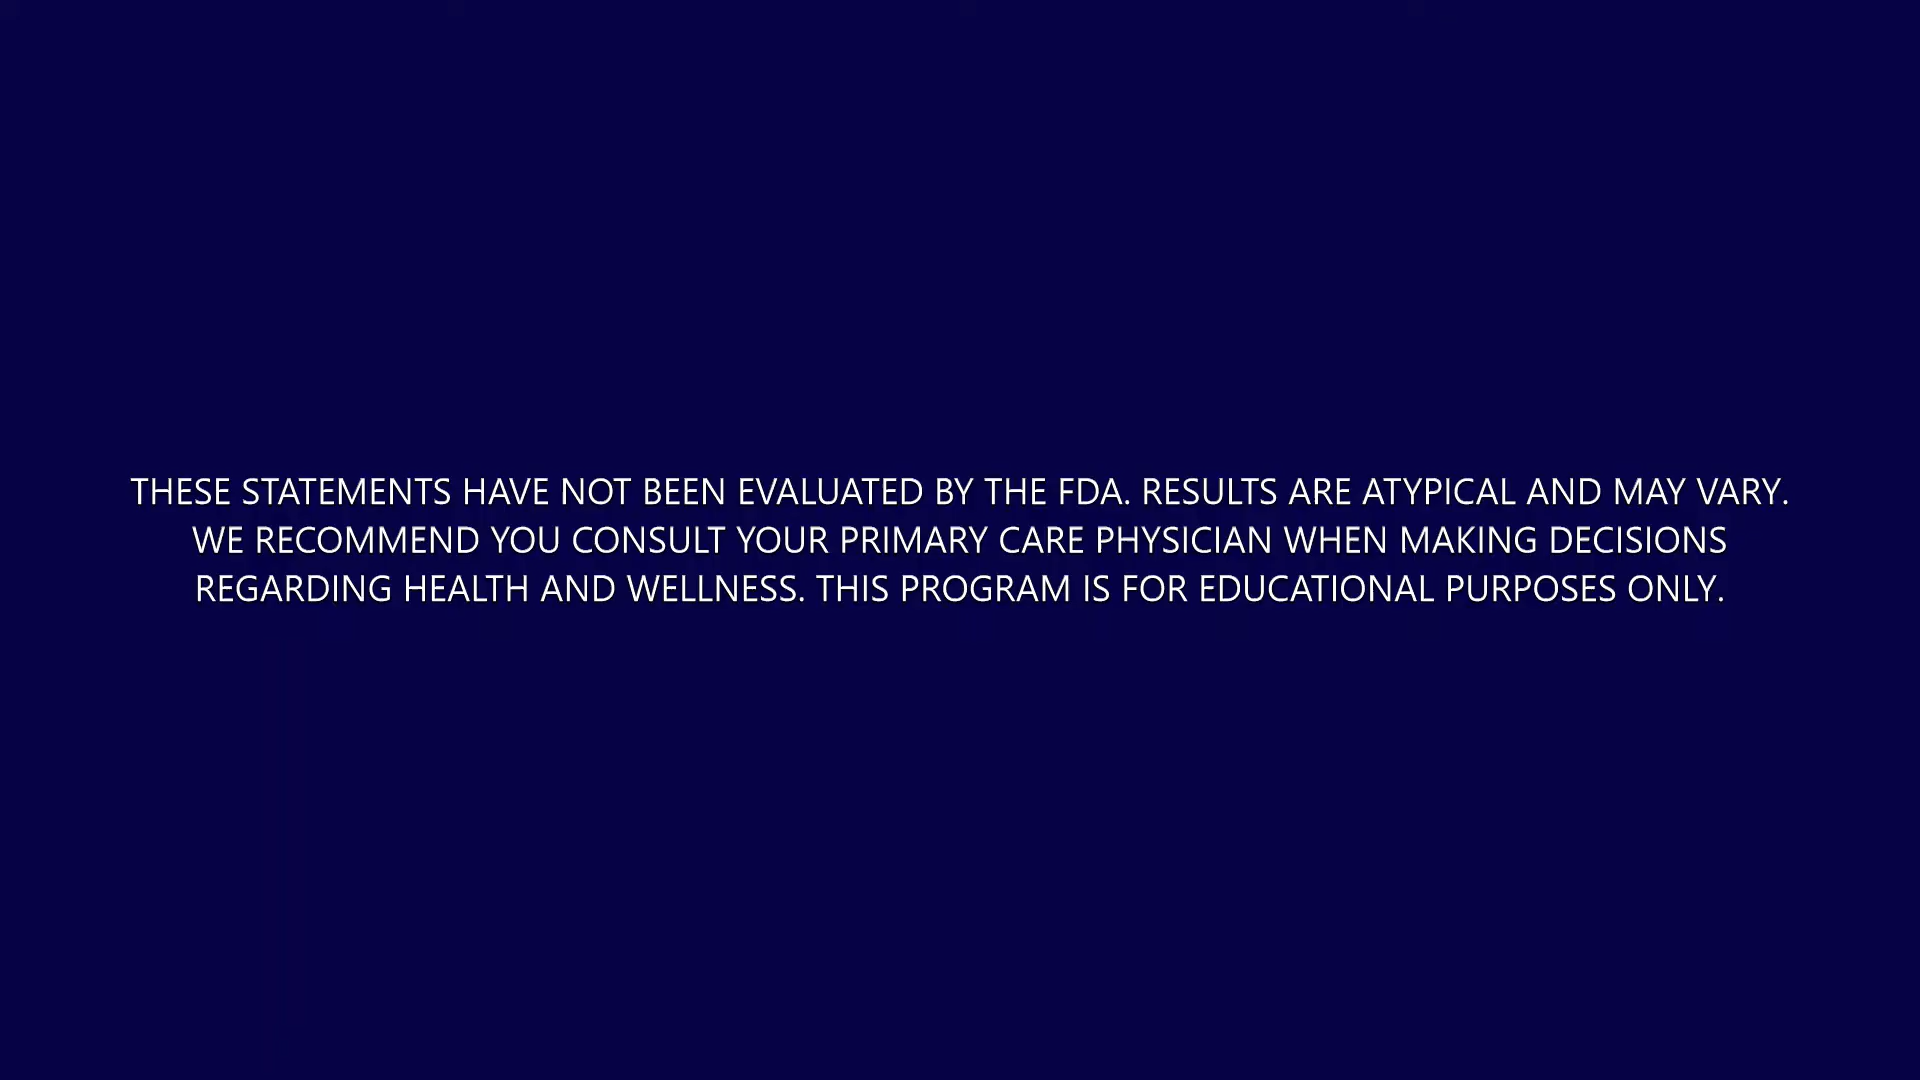 THESE STATEMENTS HAVE NOT BEEN EVALUATED BY THE FDA. RESULTS ARE ATYPICAL AND MAY VARY.
WE RECOMMEND YOU CONSULT YOUR PRIMARY CARE PHYSICIAN WHEN MAKING DECISIONS
REGARDING HEALTH AND WELLNESS. THIS PROGRAM IS FOR EDUCATIONAL PURPOSES ONLY.